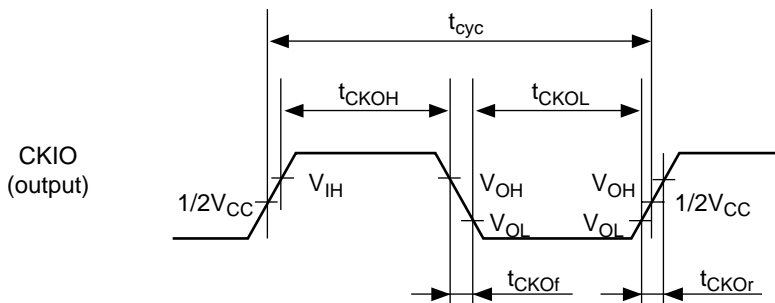 tcyc
tCKOH
tCKOL
CKIO
(output)
VIH
VOH
VOH
1/2VCC
1/2VCC
VOL
VOL
tCKOf
tCKOr